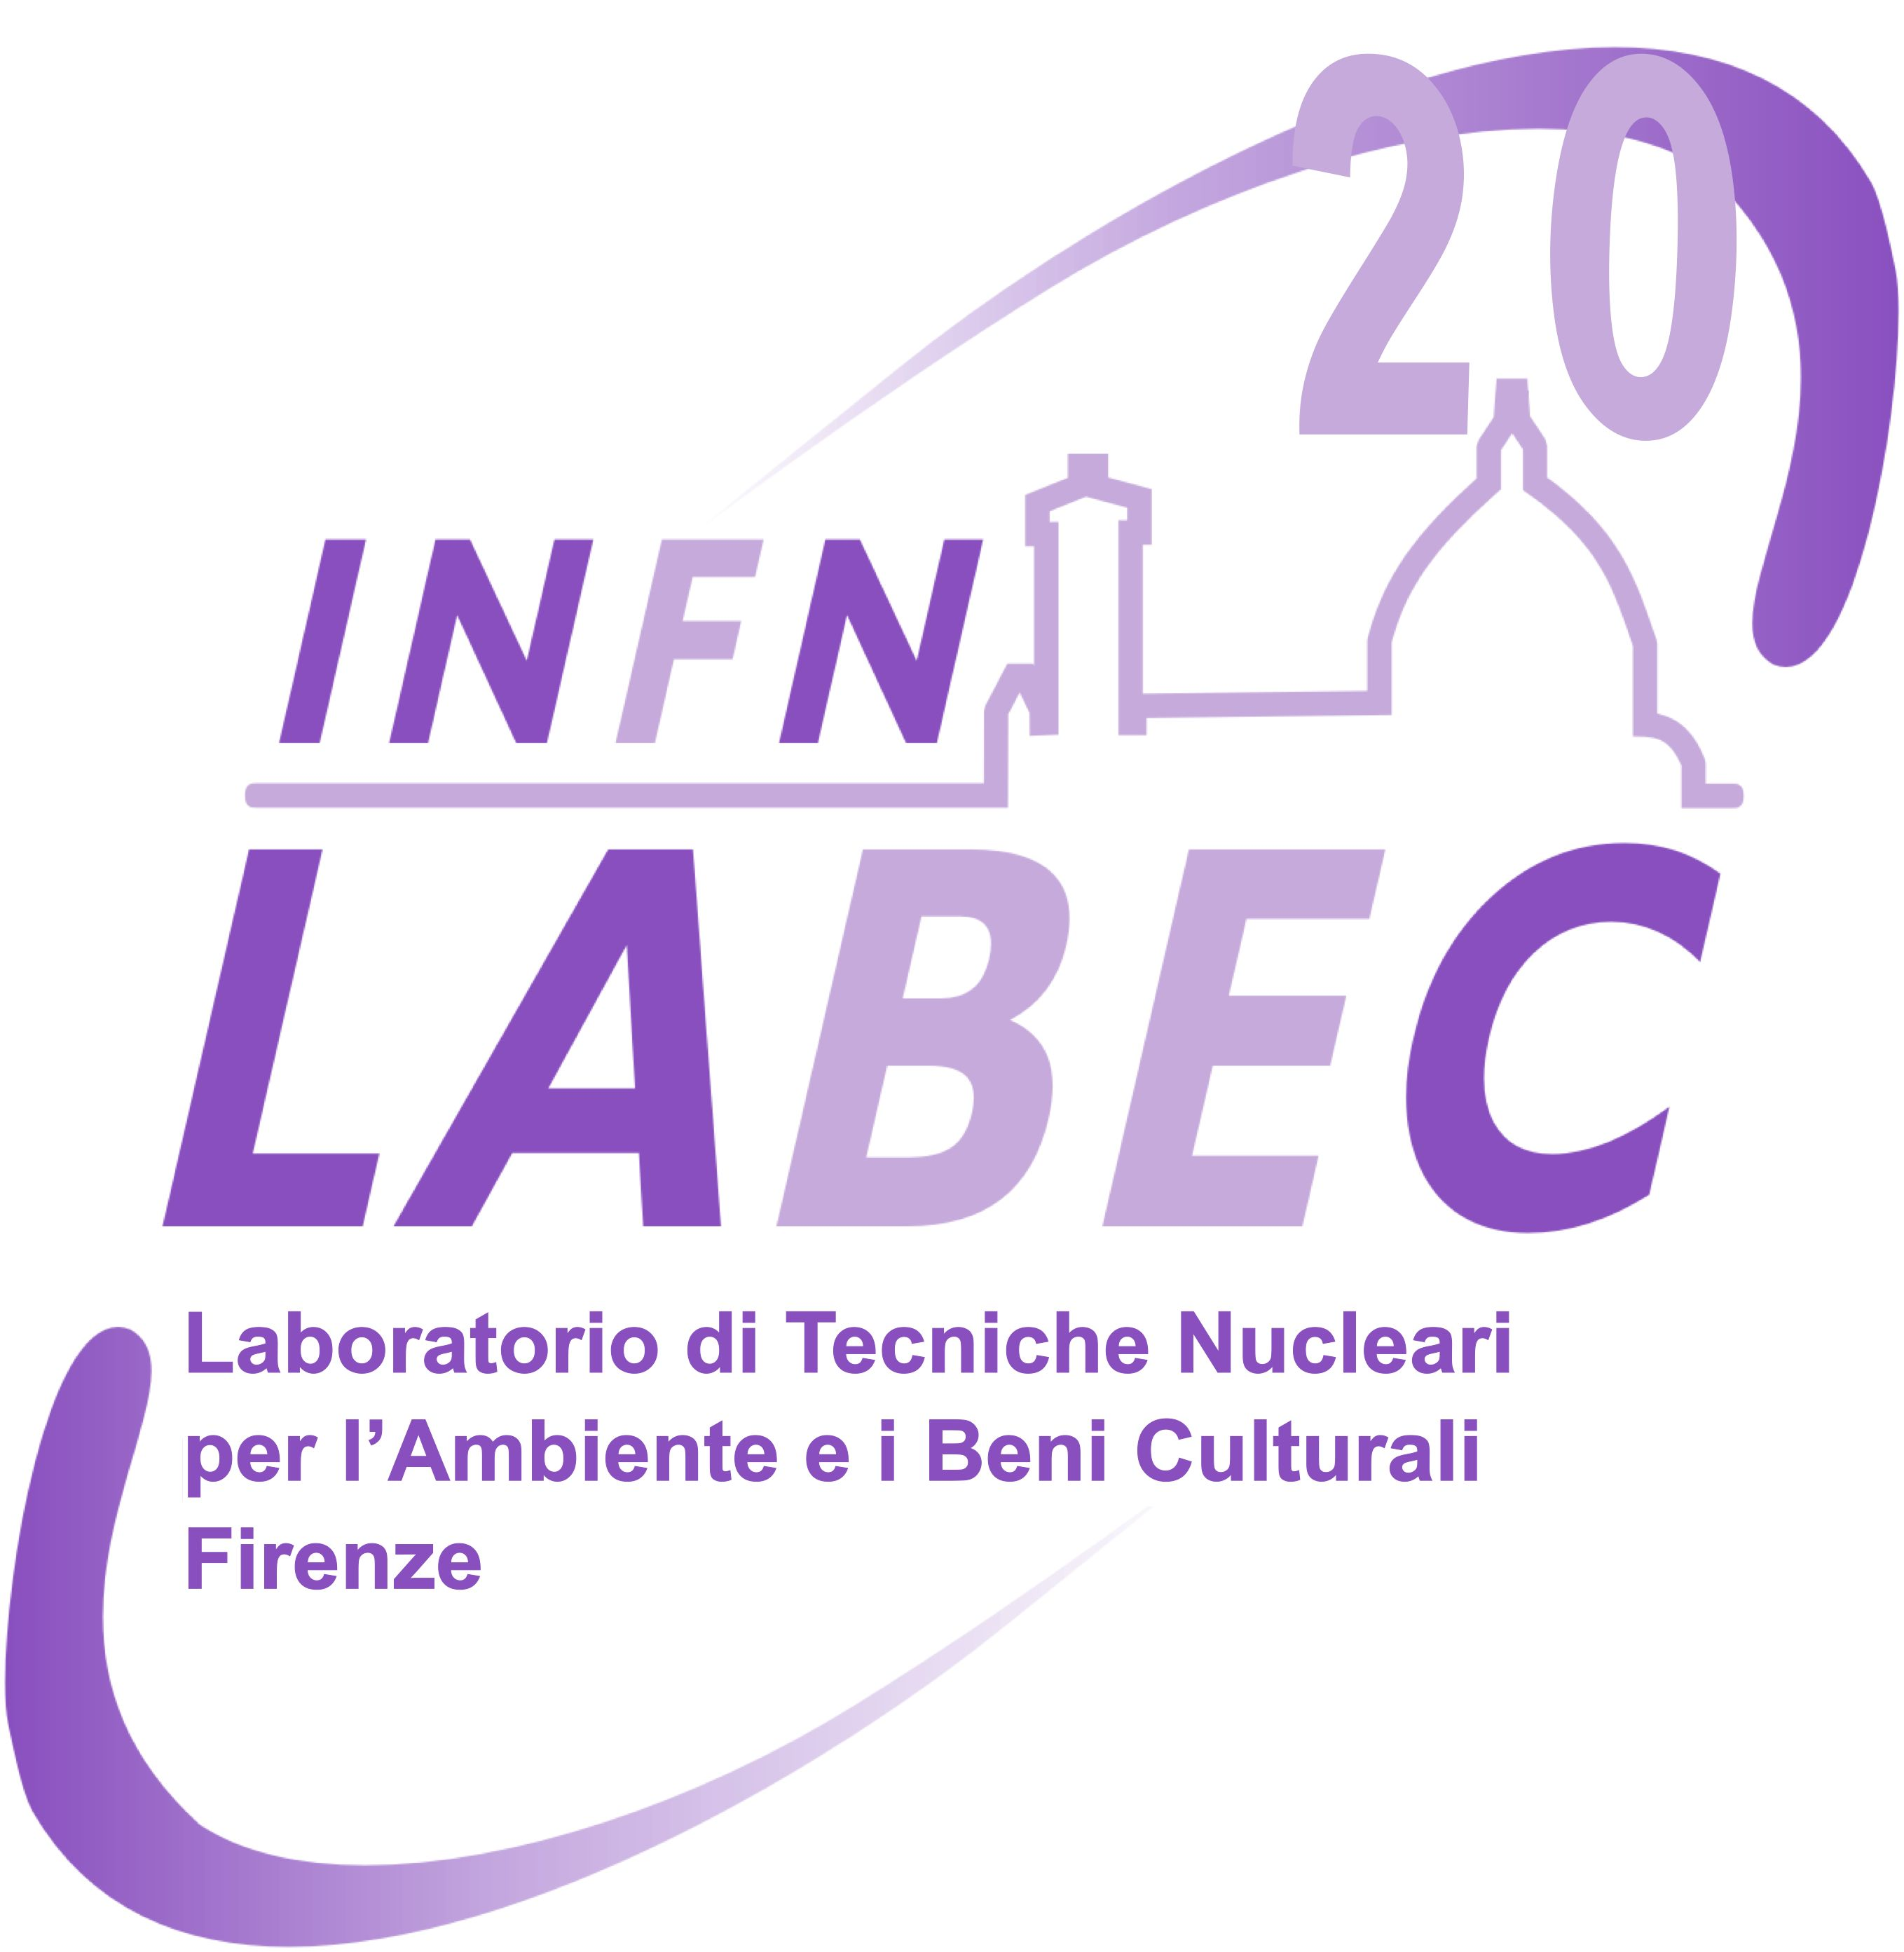 20
INFN
LABEC
Laboratorio di Tecniche Nucleari
per l’Ambiente e i Beni Culturali
Firenze